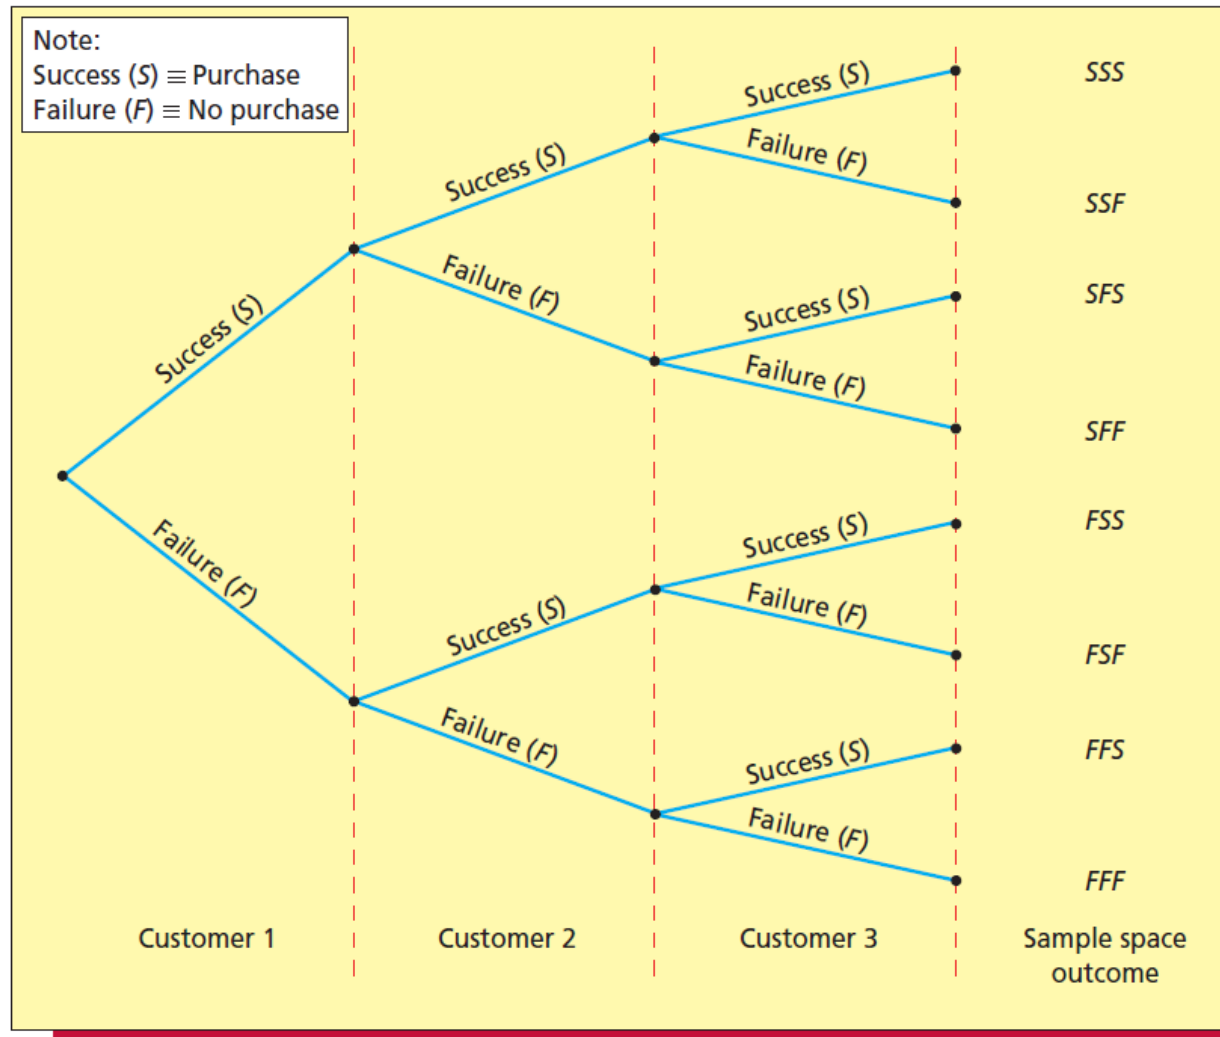 Note:
Success (S) ≡ Purchase
Failure (F) ≡ No purchase
Success (S)
SSS
Failure (F)
Success (S)
SSF
Failure (F)
Success (S)
SFS
Success (S)
Failure (F)
SFF
Failure (F)
Success (S)
FSS
Success (S)
Failure (F)
FSF
Failure (F)
Success (S)
FFS
Failure (F)
FFF
Customer 1
Customer 2
Customer 3
Sample space
outcome